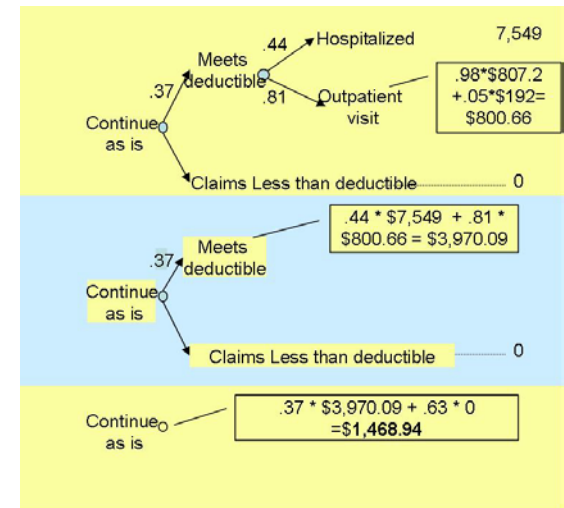 .44
Hospitalized
7,549
Meets
deductible
.37
.81
Outpatient
visit
.98*$807.2
+.05*$192=
$800.66
Continue
as is
Claims Less than deductible
0
.44 * $7,549 + .81 *
$800.66 = $3,970.09
.37
Meets
deductible
Continue
as is
Claims Less than deductible
0
.37 * $3,970.09 + .63 * 0
=$1,468.94
Continue
as is